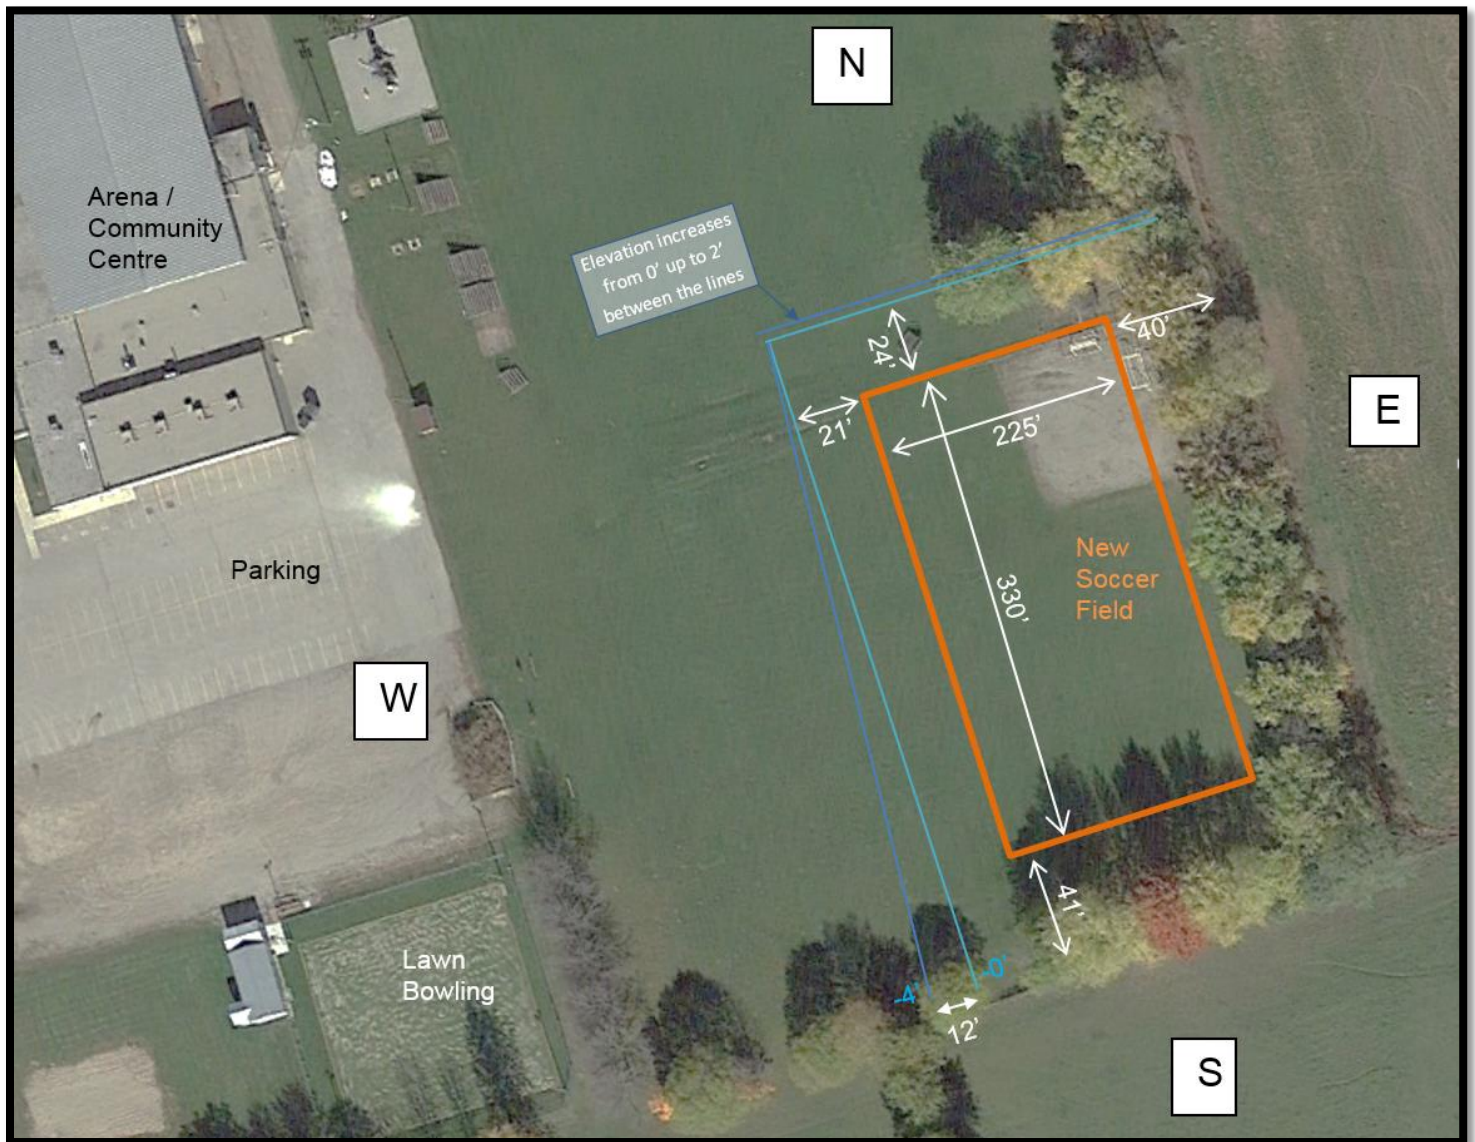 N
Arena /
Community
Centre
Elevation increases
from 0' up to 2'
between the lines
24'
40'
21'
225'
E
New
Soccer
Field
330'
Parking
W
41'
Lawn
Bowling
-0'
-4'
12'
S